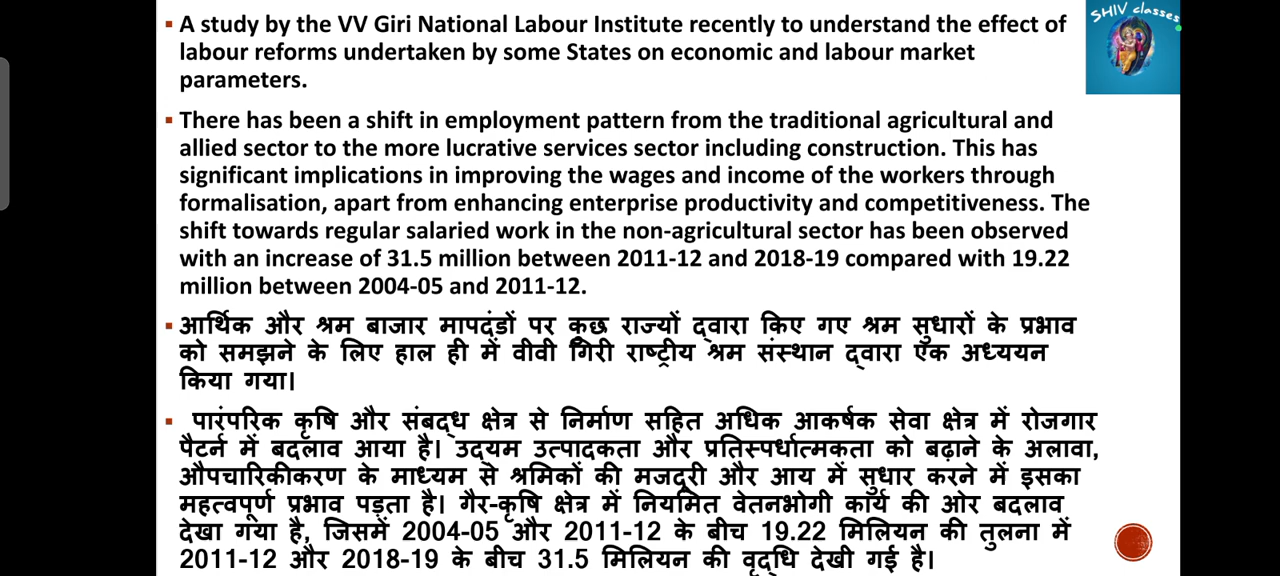 SHIV classes
▪ A study by the VV Giri National Labour Institute recently to understand the effect of
labour reforms undertaken by some States on economic and labour market
parameters.
▪ There has been a shift in employment pattern from the traditional agricultural and
allied sector to the more lucrative services sector including construction. This has
significant implications in improving the wages and income of the workers through
formalisation, apart from enhancing enterprise productivity and competitiveness. The
shift towards regular salaried work in the non-agricultural sector has been observed
with an increase of 31.5 million between 2011-12 and 2018-19 compared with 19.22
million between 2004-05 and 2011-12.
▪ आर्थिक और श्रम बाजार मापदंडों पर कुछ राज्यों द्वारा किए गए श्रम सुधारों के प्रभाव
को समझने के लिए हाल ही में वीवी गिरी राष्ट्रीय श्रम संस्थान द्वारा एक अध्ययन
किया गया।
▪ पारंपरिक कृषि और संबद्ध क्षेत्र से निर्माण सहित अधिक आकर्षक सेवा क्षेत्र में रोजगार
पैटर्न में बदलाव आया है। उद्यम उत्पादकता और प्रतिस्पर्धात्मकता को बढ़ाने के अलावा,
औपचारिकीकरण के माध्यम से श्रमिकों की मजदूरी और आय में सुधार करने में इसका
महत्वपूर्ण प्रभाव पड़ता है। गैर-कृषि क्षेत्र में नियमित वेतनभोगी कार्य की ओर बदलाव
देखा गया है, जिसमें 2004-05 और 2011-12 के बीच 19.22 मिलियन की तुलना में
2011-12 और 2018-19 के बीच 31.5 मिलियन की वृद्धि देखी गई है।